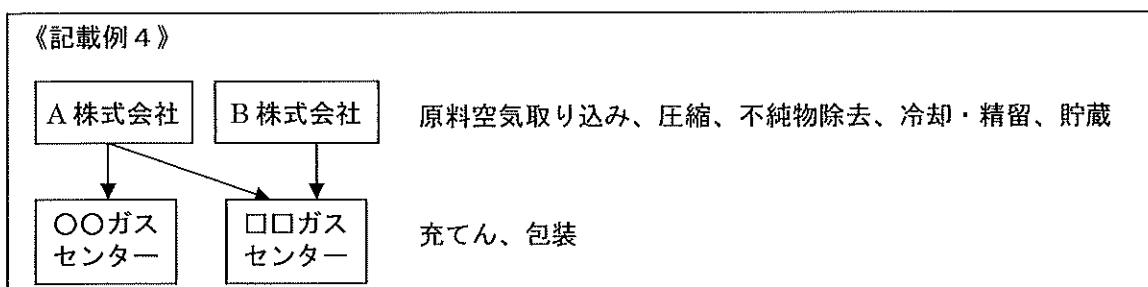 《記載例4》
A株式会社 B株式会社 原料空気取り込み、圧縮、不純物除去、冷却・精留、貯蔵
〇〇ガス
センター
□□ガス
センター
充てん、包装